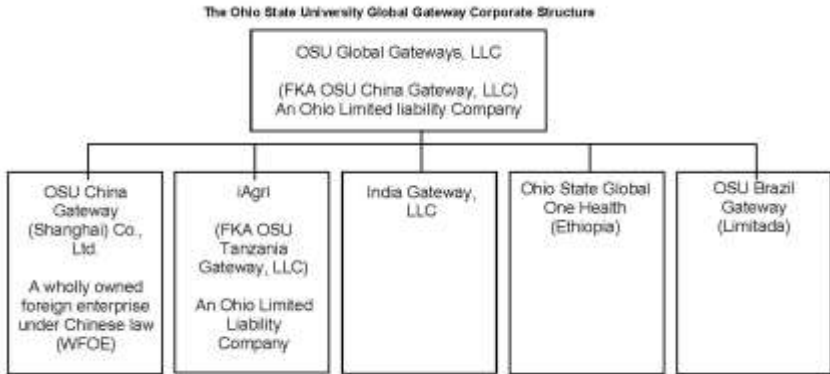 The Ohio State University Global Gateway Corporate Structure
OSU Global Gateways, LLC
(FKA OSU China Gateway, LLC)
An Ohio Limited liability Company
OSU China
Gateway
(Shanghai) Co.,
Ltd.
A wholly owned
foreign enterprise
under Chinese law
(WFOE)
iAgri
(FKA OSU
Tanzania
Gateway, LLC)
An Ohio Limited
Liability
Company
India Gateway,
LLC
Ohio State Global
One Health
(Ethiopia)
OSU Brazil
Gateway
(Limitada)